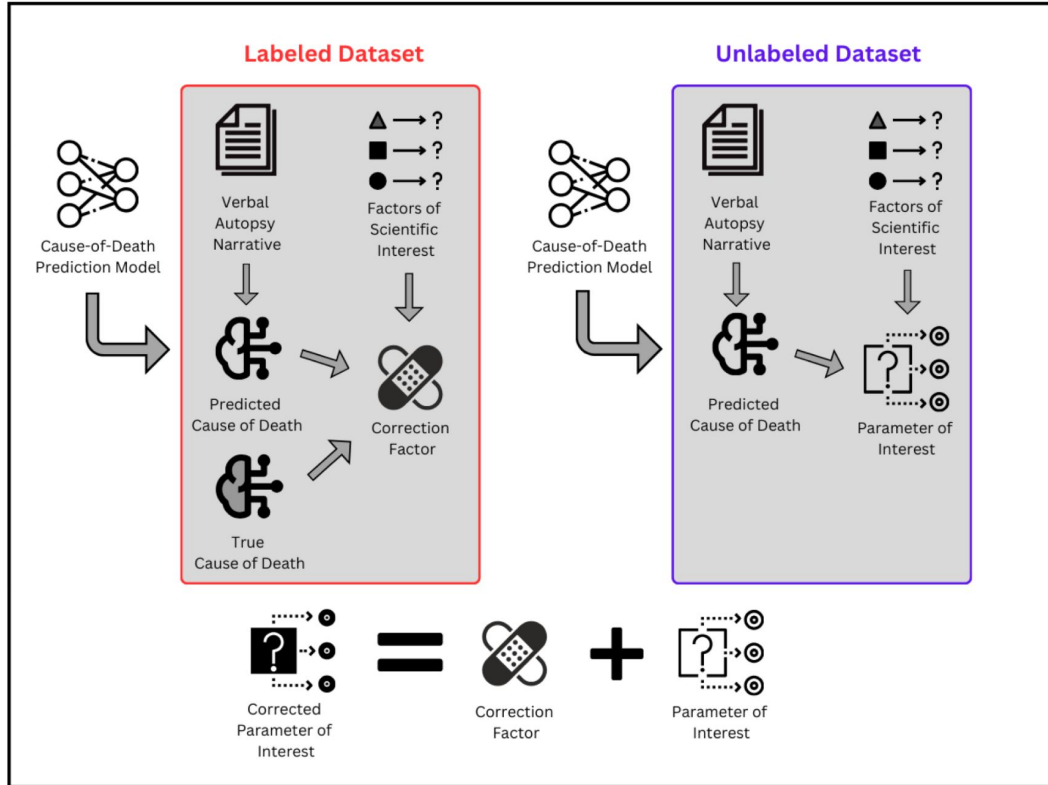 Labeled Dataset
Cause-of-Death
Prediction Model
Verbal
Autopsy
Narrative
?
?
?
Factors of
Scientific
Interest
Predicted
Cause of Death
Correction
Factor
True
Cause of Death
Unlabeled Dataset
Cause-of-Death
Prediction Model
Verbal
Autopsy
Narrative
?
?
?
Factors of
Scientific
Interest
Predicted
Cause of Death
?
Parameter of
Interest
?
Corrected
Parameter of
Interest
=
Correction
Factor
+
?
Parameter of
Interest